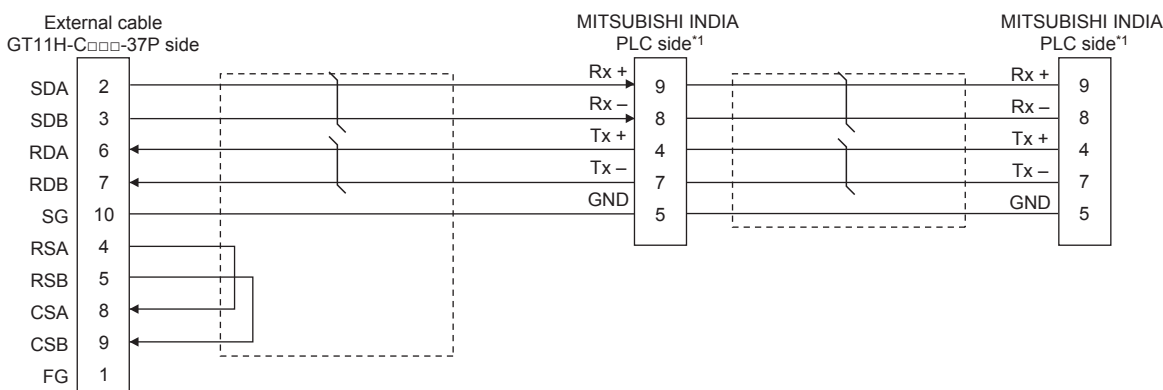 External cable
GT11H-C□□□-37P side
MITSUBISHI INDIA
PLC side*1
MITSUBISHI INDIA
PLC side*1
SDA 2 Rx + 9 Rx + 9
SDB 3 Rx – 8 Rx – 8
RDA 6 Tx + 4 Tx + 4
RDB 7 Tx – 7 Tx – 7
SG 10 GND 5 GND 5
RSA 4
RSB 5
CSA 8
CSB 9
FG 1